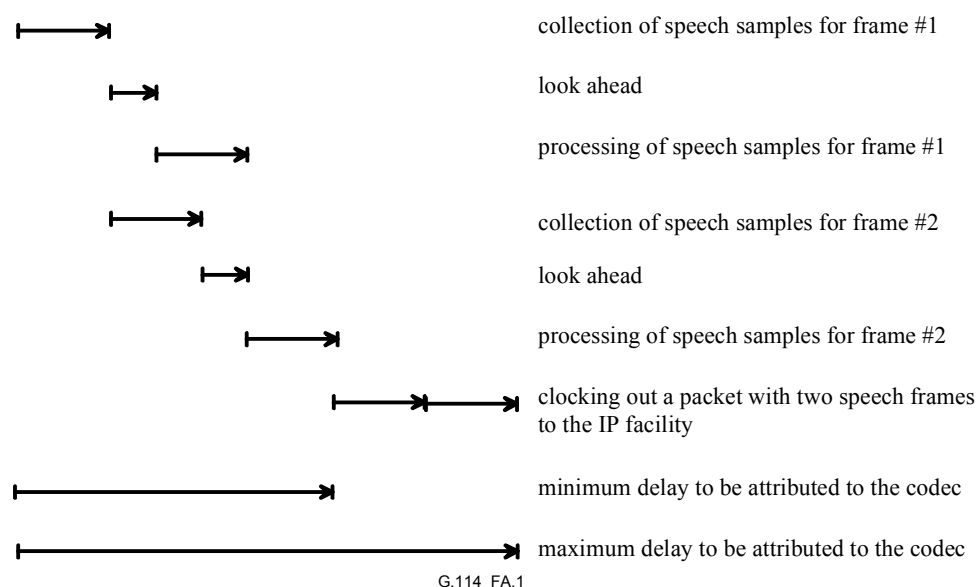 collection of speech samples for frame #1
look ahead
processing of speech samples for frame #1
collection of speech samples for frame #2
look ahead
processing of speech samples for frame #2
clocking out a packet with two speech frames
to the IP facility
minimum delay to be attributed to the codec
maximum delay to be attributed to the codec
G.114_FA.1